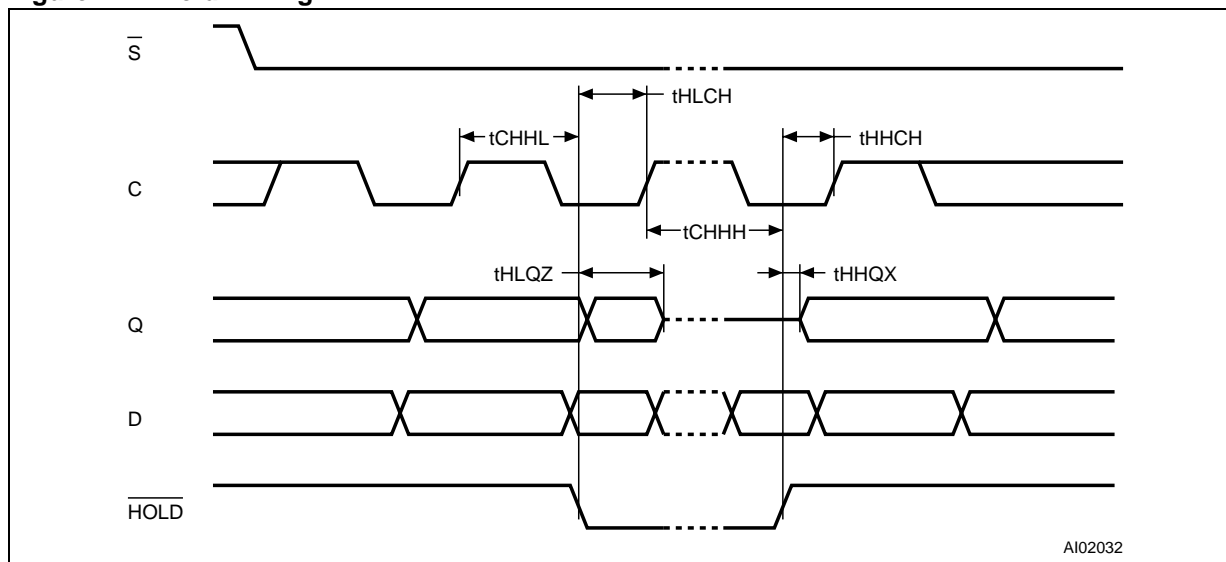 S
tHLCH
tCHHL
tHHCH
C
tCHHH
tHLQZ
tHHQX
Q
D
HOLD
AI02032